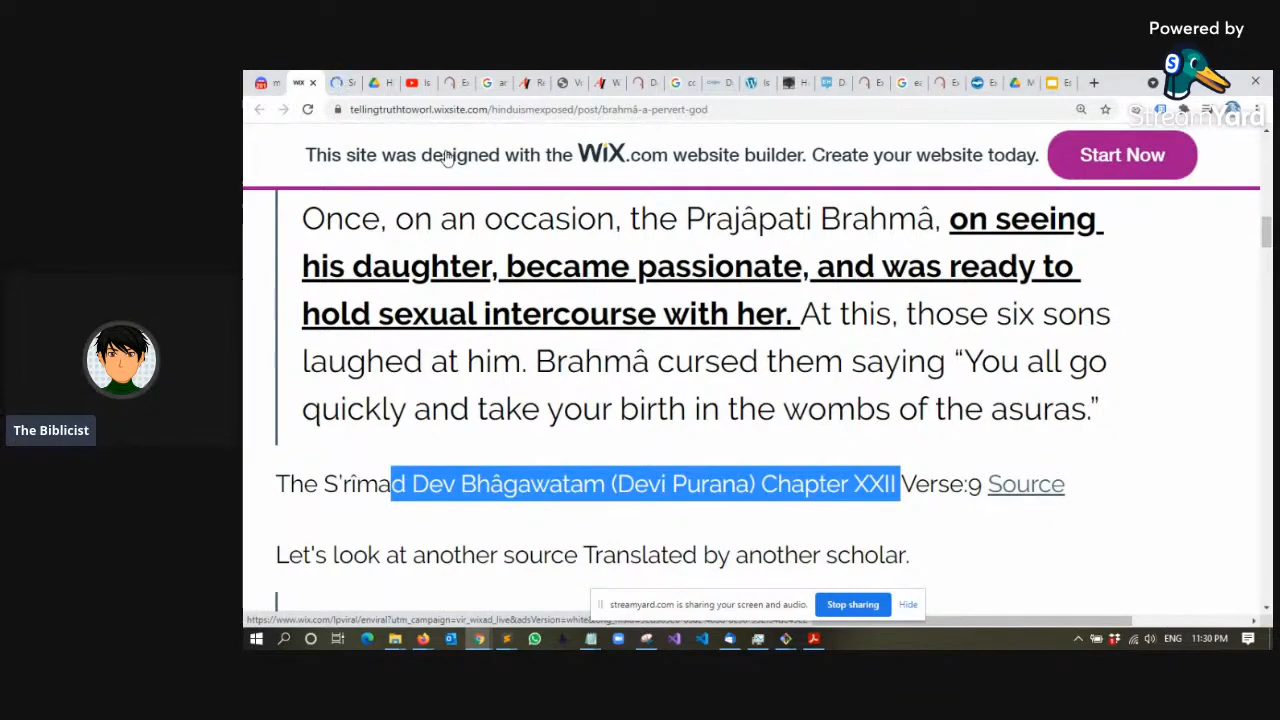 Powered by
S
StreamYard
WiX
tellingtruthtoworl.wixsite.com/hinduismexposed/post/brahmâ-a-pervert-god
This site was designed with the WiX.com website builder. Create your website today.
Start Now
Once, on an occasion, the Prajâpati Brahmâ, on seeing
his daughter, became passionate, and was ready to
hold sexual intercourse with her. At this, those six sons
laughed at him. Brahmâ cursed them saying “You all go
quickly and take your birth in the wombs of the asuras.”
The Biblicist
The S’rîmad Dev Bhâgawatam (Devi Purana) Chapter XXII Verse:9 Source
Let's look at another source Translated by another scholar.
streamyard.com is sharing your screen and audio.
Stop sharing
Hide
ENG
11:30 PM